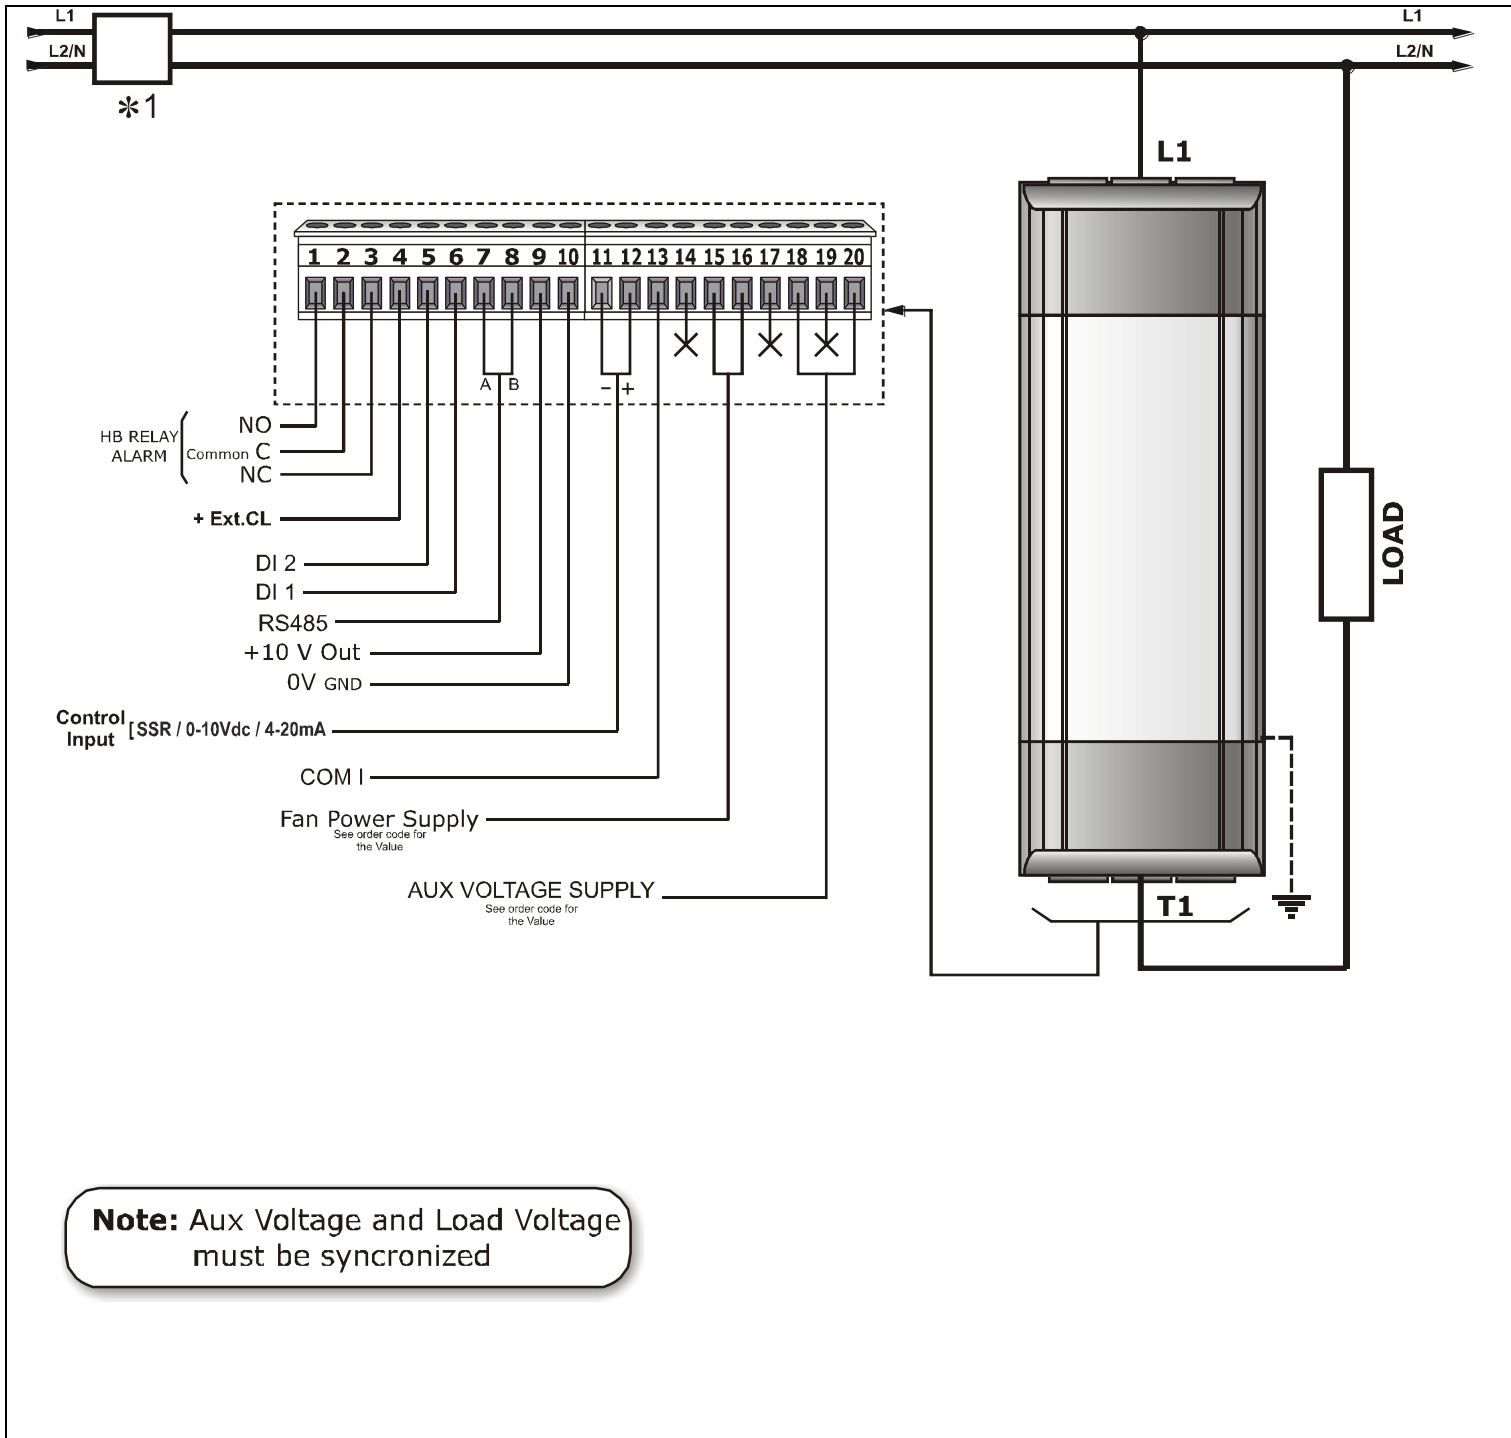 L1 L1
L2/N L2/N
*1
L1
1 2 3 4 5 6 7 8 9 10 11 12 13 14 15 16 17 18 19 20
A B - +
HB RELAY
ALARM
NO
Common C
NC
+ Ext.CL
DI 2
DI 1
RS485
+10 V Out
0V GND
Control
Input
[SSR / 0-10Vdc / 4-20mA
COM I
Fan Power Supply
See order code for
the Value
AUX VOLTAGE SUPPLY
See order code for
the Value
T1
LOAD
Note: Aux Voltage and Load Voltage
must be syncronized